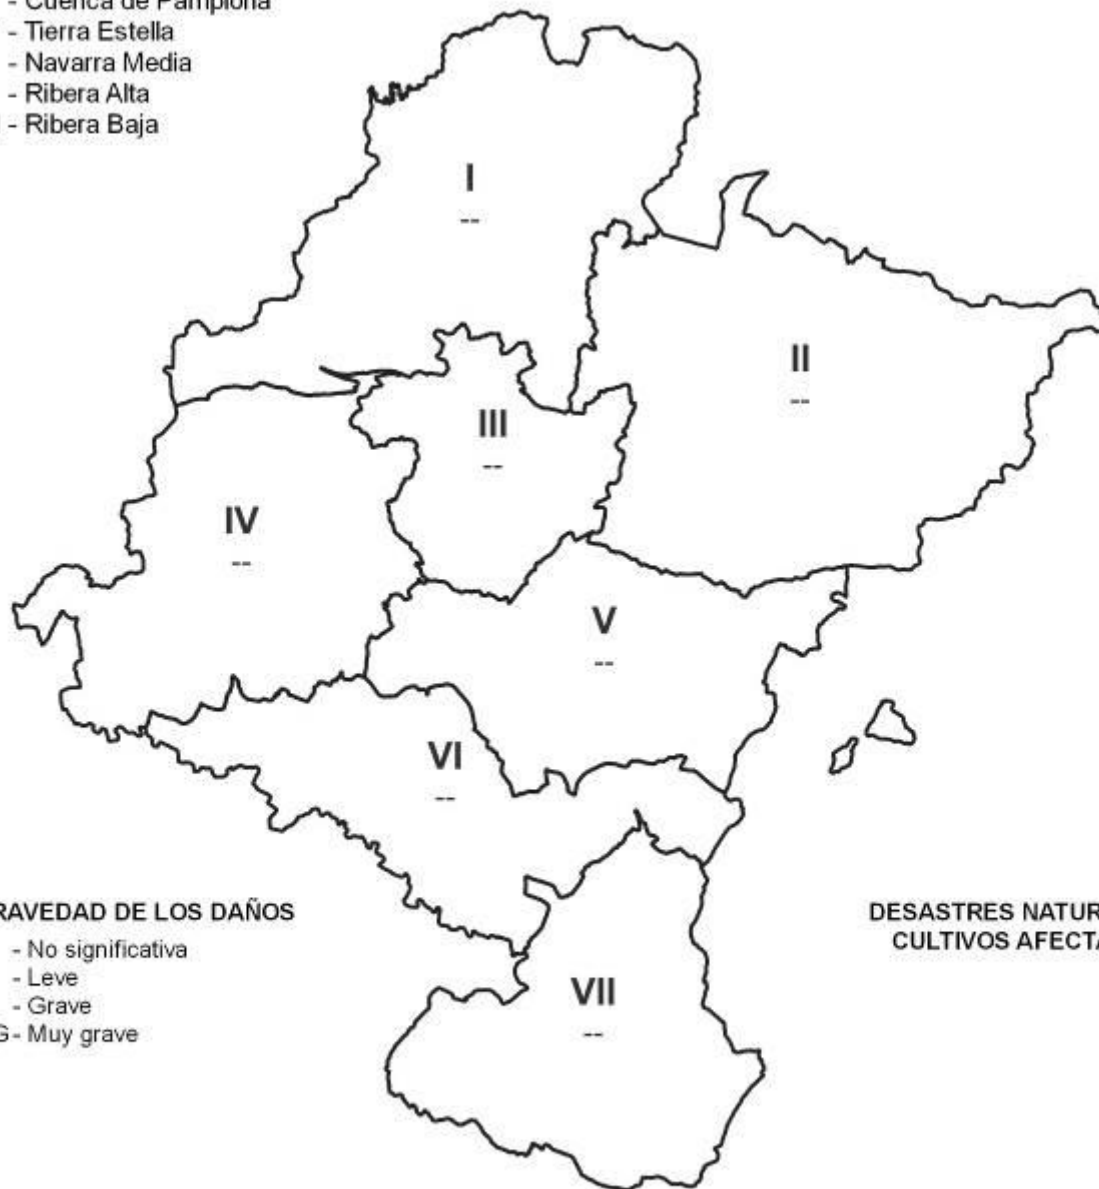 - Cuenca de Pamplona
- Tierra Estella
- Navarra Media
- Ribera Alta
- Ribera Baja
I
--
II
--
III
--
IV
--
V
--
VI
--
VII
--
RAVEDAD DE LOS DAÑOS
- No significativa
- Leve
- Grave
G- Muy grave
DESASTRES NATUR
CULTIVOS AFECTA